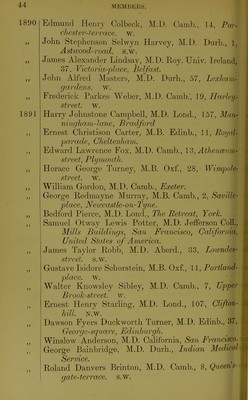 44 MEMBERS.
1890 Edmund Henry Colbeck, M.D. Camb., 14, Por-
chester-terrace. w.
„ John Stephenson Selwyn Harvey, M.D. Durh., 1,
Astwood-road. s.w.
„ James Alexander Lindsay, M.D. Roy. Univ. Ireland,
37, Victoria-place, Belfast.
„ John Alfred Masters, M.D. Durh., 57, Lexham-
gardens. w.
„ Frederick Parkes Weber, M.D. Camb., 19, Harley-
street. w.
1891 Harry Johnstone Campbell, M.D. Lond., 157, Man-
ningham-lane, Bradford
„ Ernest Christison Carter, M.B. Edinb., 11, Royal-
parade, Cheltenham.
„ Edward Lawrence Fox, M.D. Camb., 13, Athenæum-
street, Plymouth.
„ Horace George Turney, M.B. Oxf., 28, Wimpole-
street. w.
„ William Gordon, M.D. Camb., Exeter.
„ George Redmayne Murray, M.B. Camb., 2, Saville-
place, Newcastle-on-Tyne.
„ Bedford Pierce, M.D. Lond., The Retreat, York.
„ Samuel Otway Lewis Potter, M.D. Jefferson Coll.,
Mills Buildings, San Francisco, California,
United States of America.
„ James Taylor Robb, M.D. Aberd., 33, Lowndes-
street. s.w.
„ Gustave Isidore Schorstein, M.B. Oxf., 11, Portland-
place. w.
„ Walter Knowsley Sibley, M.D. Camb., 7, Upper
Brook-street. w.
„ Ernest Henry Starling, M.D. Lond., 107, Clifton-
hill. N.W.
„ Dawson Fyers Duckworth Turner, M.D. Edinb., 37,
George-square, Edinburgh.
„ Winslow Anderson, M.D. California, San Francisco.
„ George Bainbridge, M.D. Durh., Indian Medical
Service.
„ Roland Danvers Brinton, M.D. Camb., 8, Queen's-
gate-terrace. s.w.